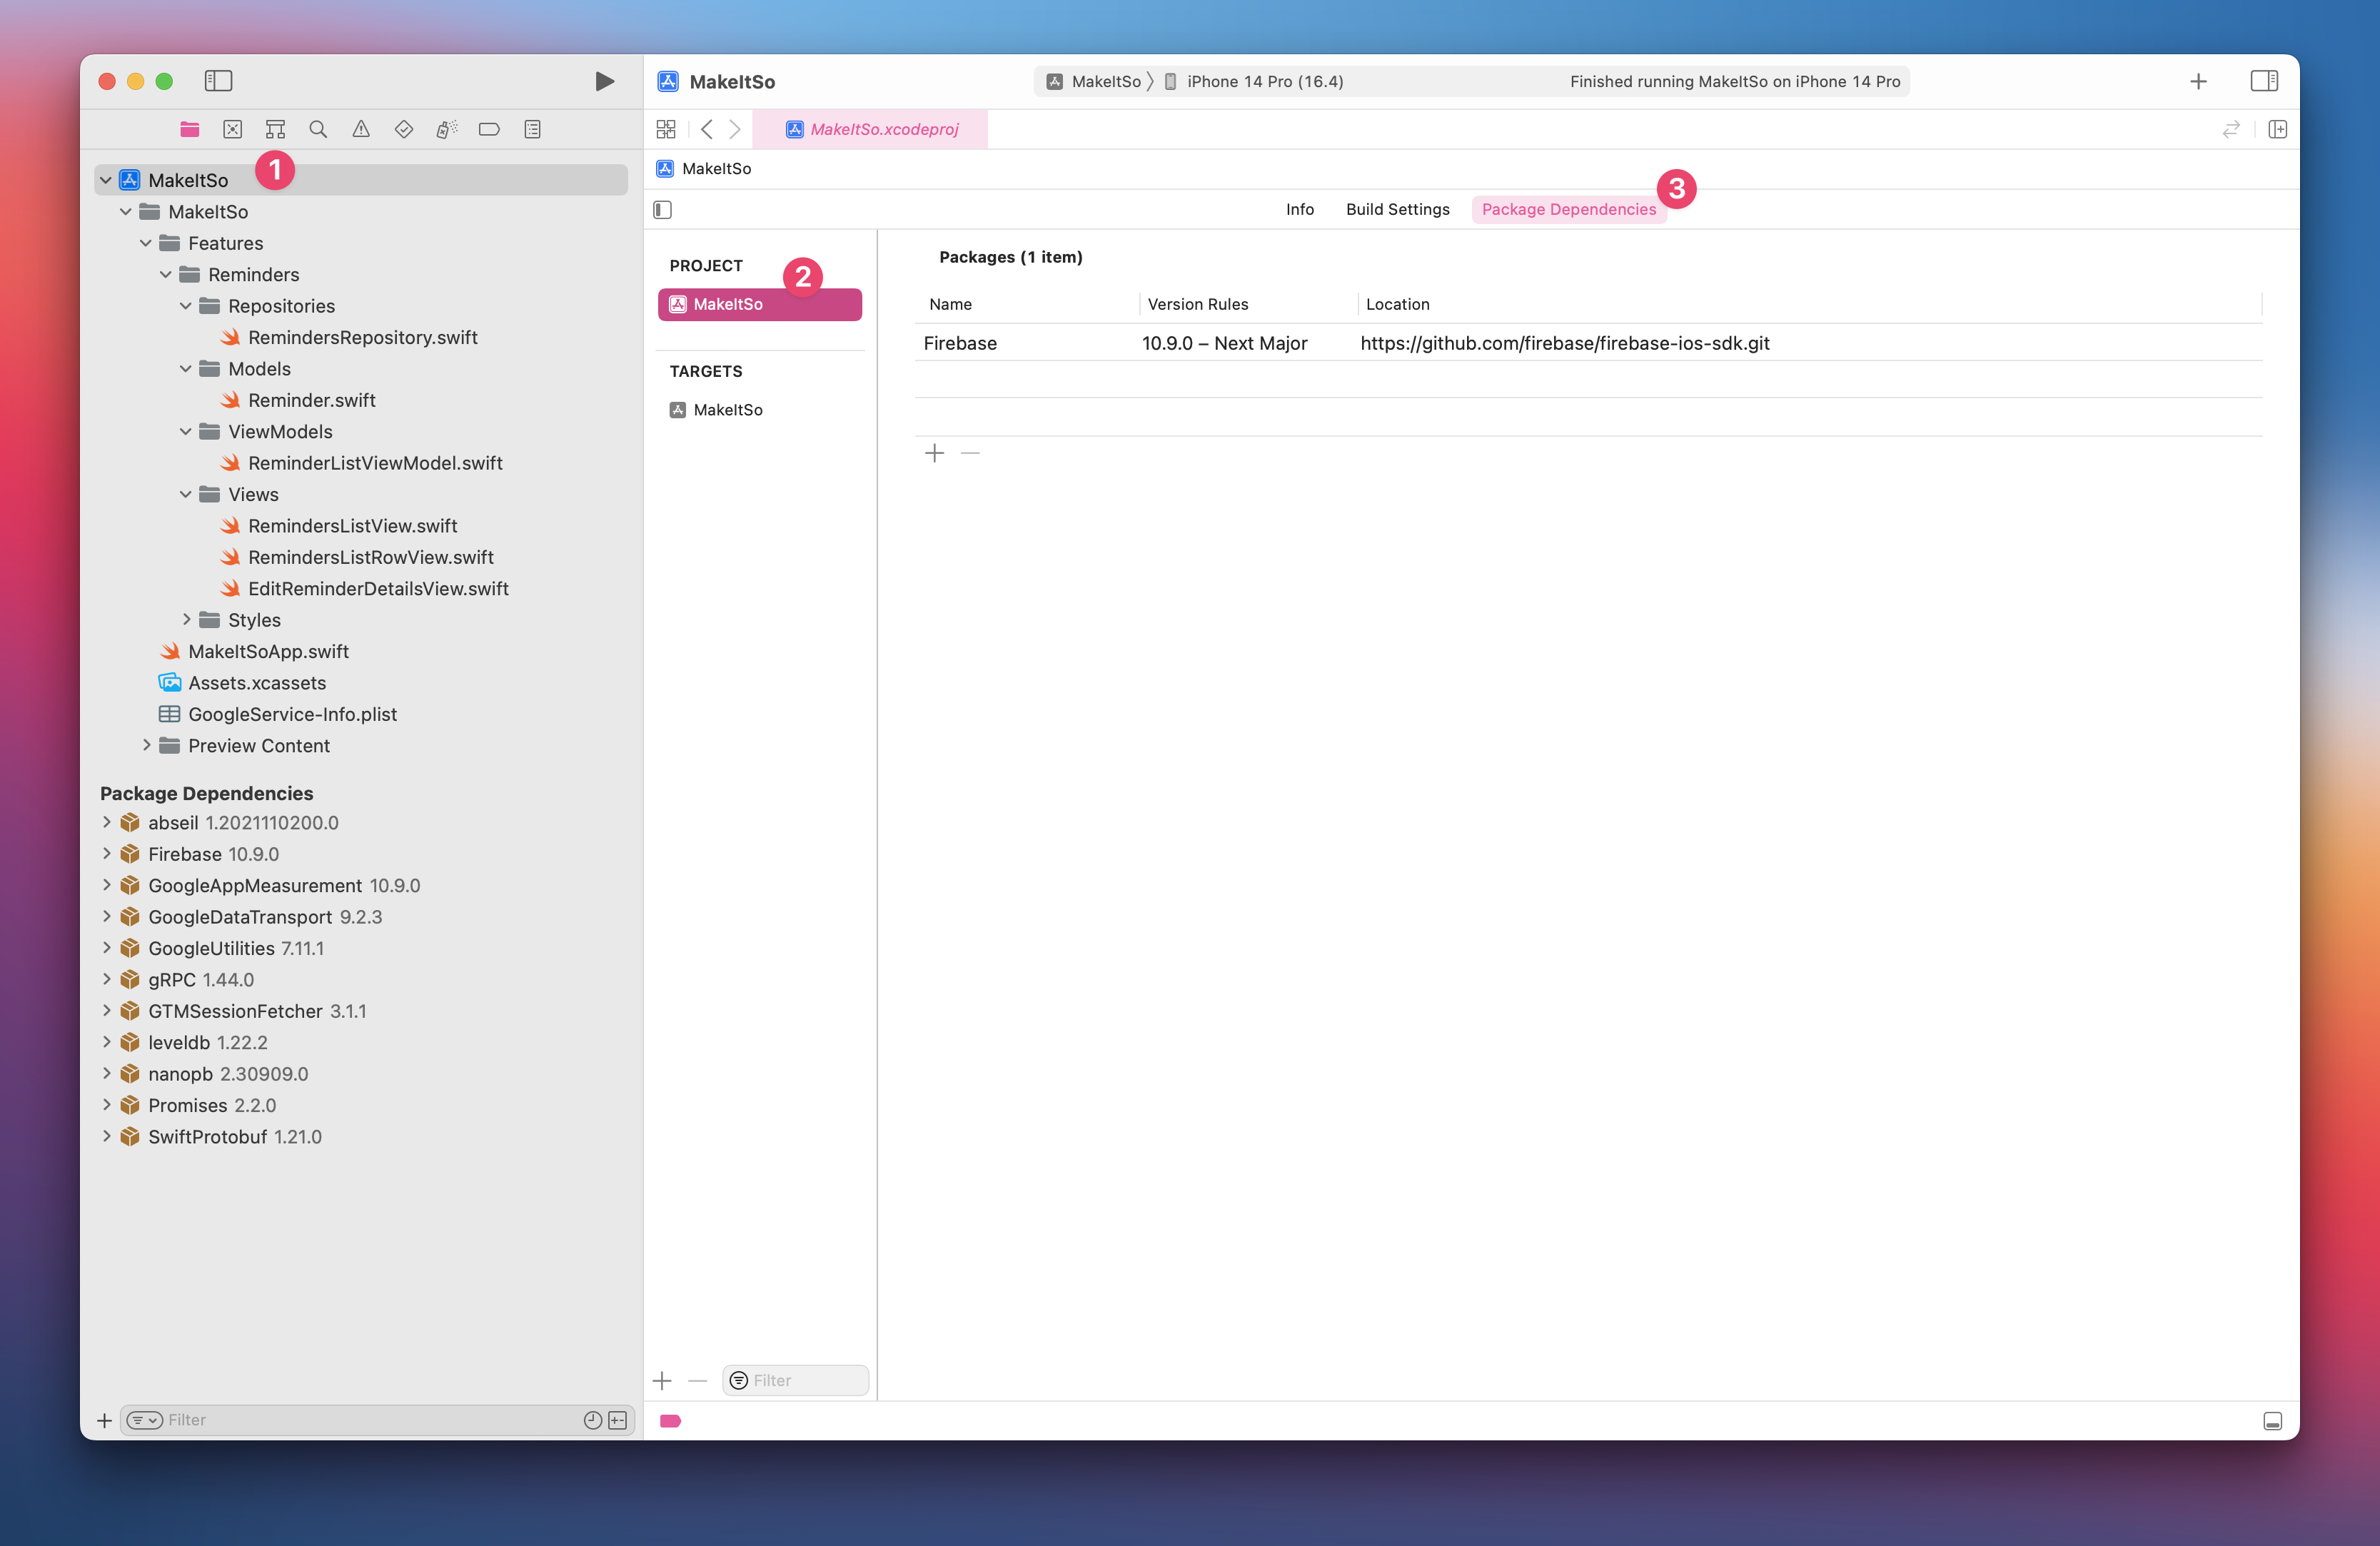 MakeItSo
MakeItSo
iPhone 14 Pro (16.4)
Finished running MakeItSo on iPhone 14 Pro
MakeItSo.xcodeproj
1
MakeItSo
MakeItSo
Features
Reminders
Repositories
RemindersRepository.swift
Models
Reminder.swift
ViewModels
ReminderListViewModel.swift
Views
RemindersListView.swift
RemindersListRowView.swift
EditReminderDetailsView.swift
Styles
MakeItSoApp.swift
Assets.xcassets
GoogleService-Info.plist
Preview Content
Package Dependencies
abseil 1.2021110200.0
Firebase 10.9.0
GoogleAppMeasurement 10.9.0
GoogleDataTransport 9.2.3
GoogleUtilities 7.11.1
gRPC 1.44.0
GTMSessionFetcher 3.1.1
leveldb 1.22.2
nanopb 2.30909.0
Promises 2.2.0
SwiftProtobuf 1.21.0
Filter
MakeItSo
Info
Build Settings
Package Dependencies
3
PROJECT
2
MakeItSo
TARGETS
MakeItSo
Filter
Packages (1 item)
Name
Version Rules
Location
Firebase
10.9.0 – Next Major
https://github.com/firebase/firebase-ios-sdk.git